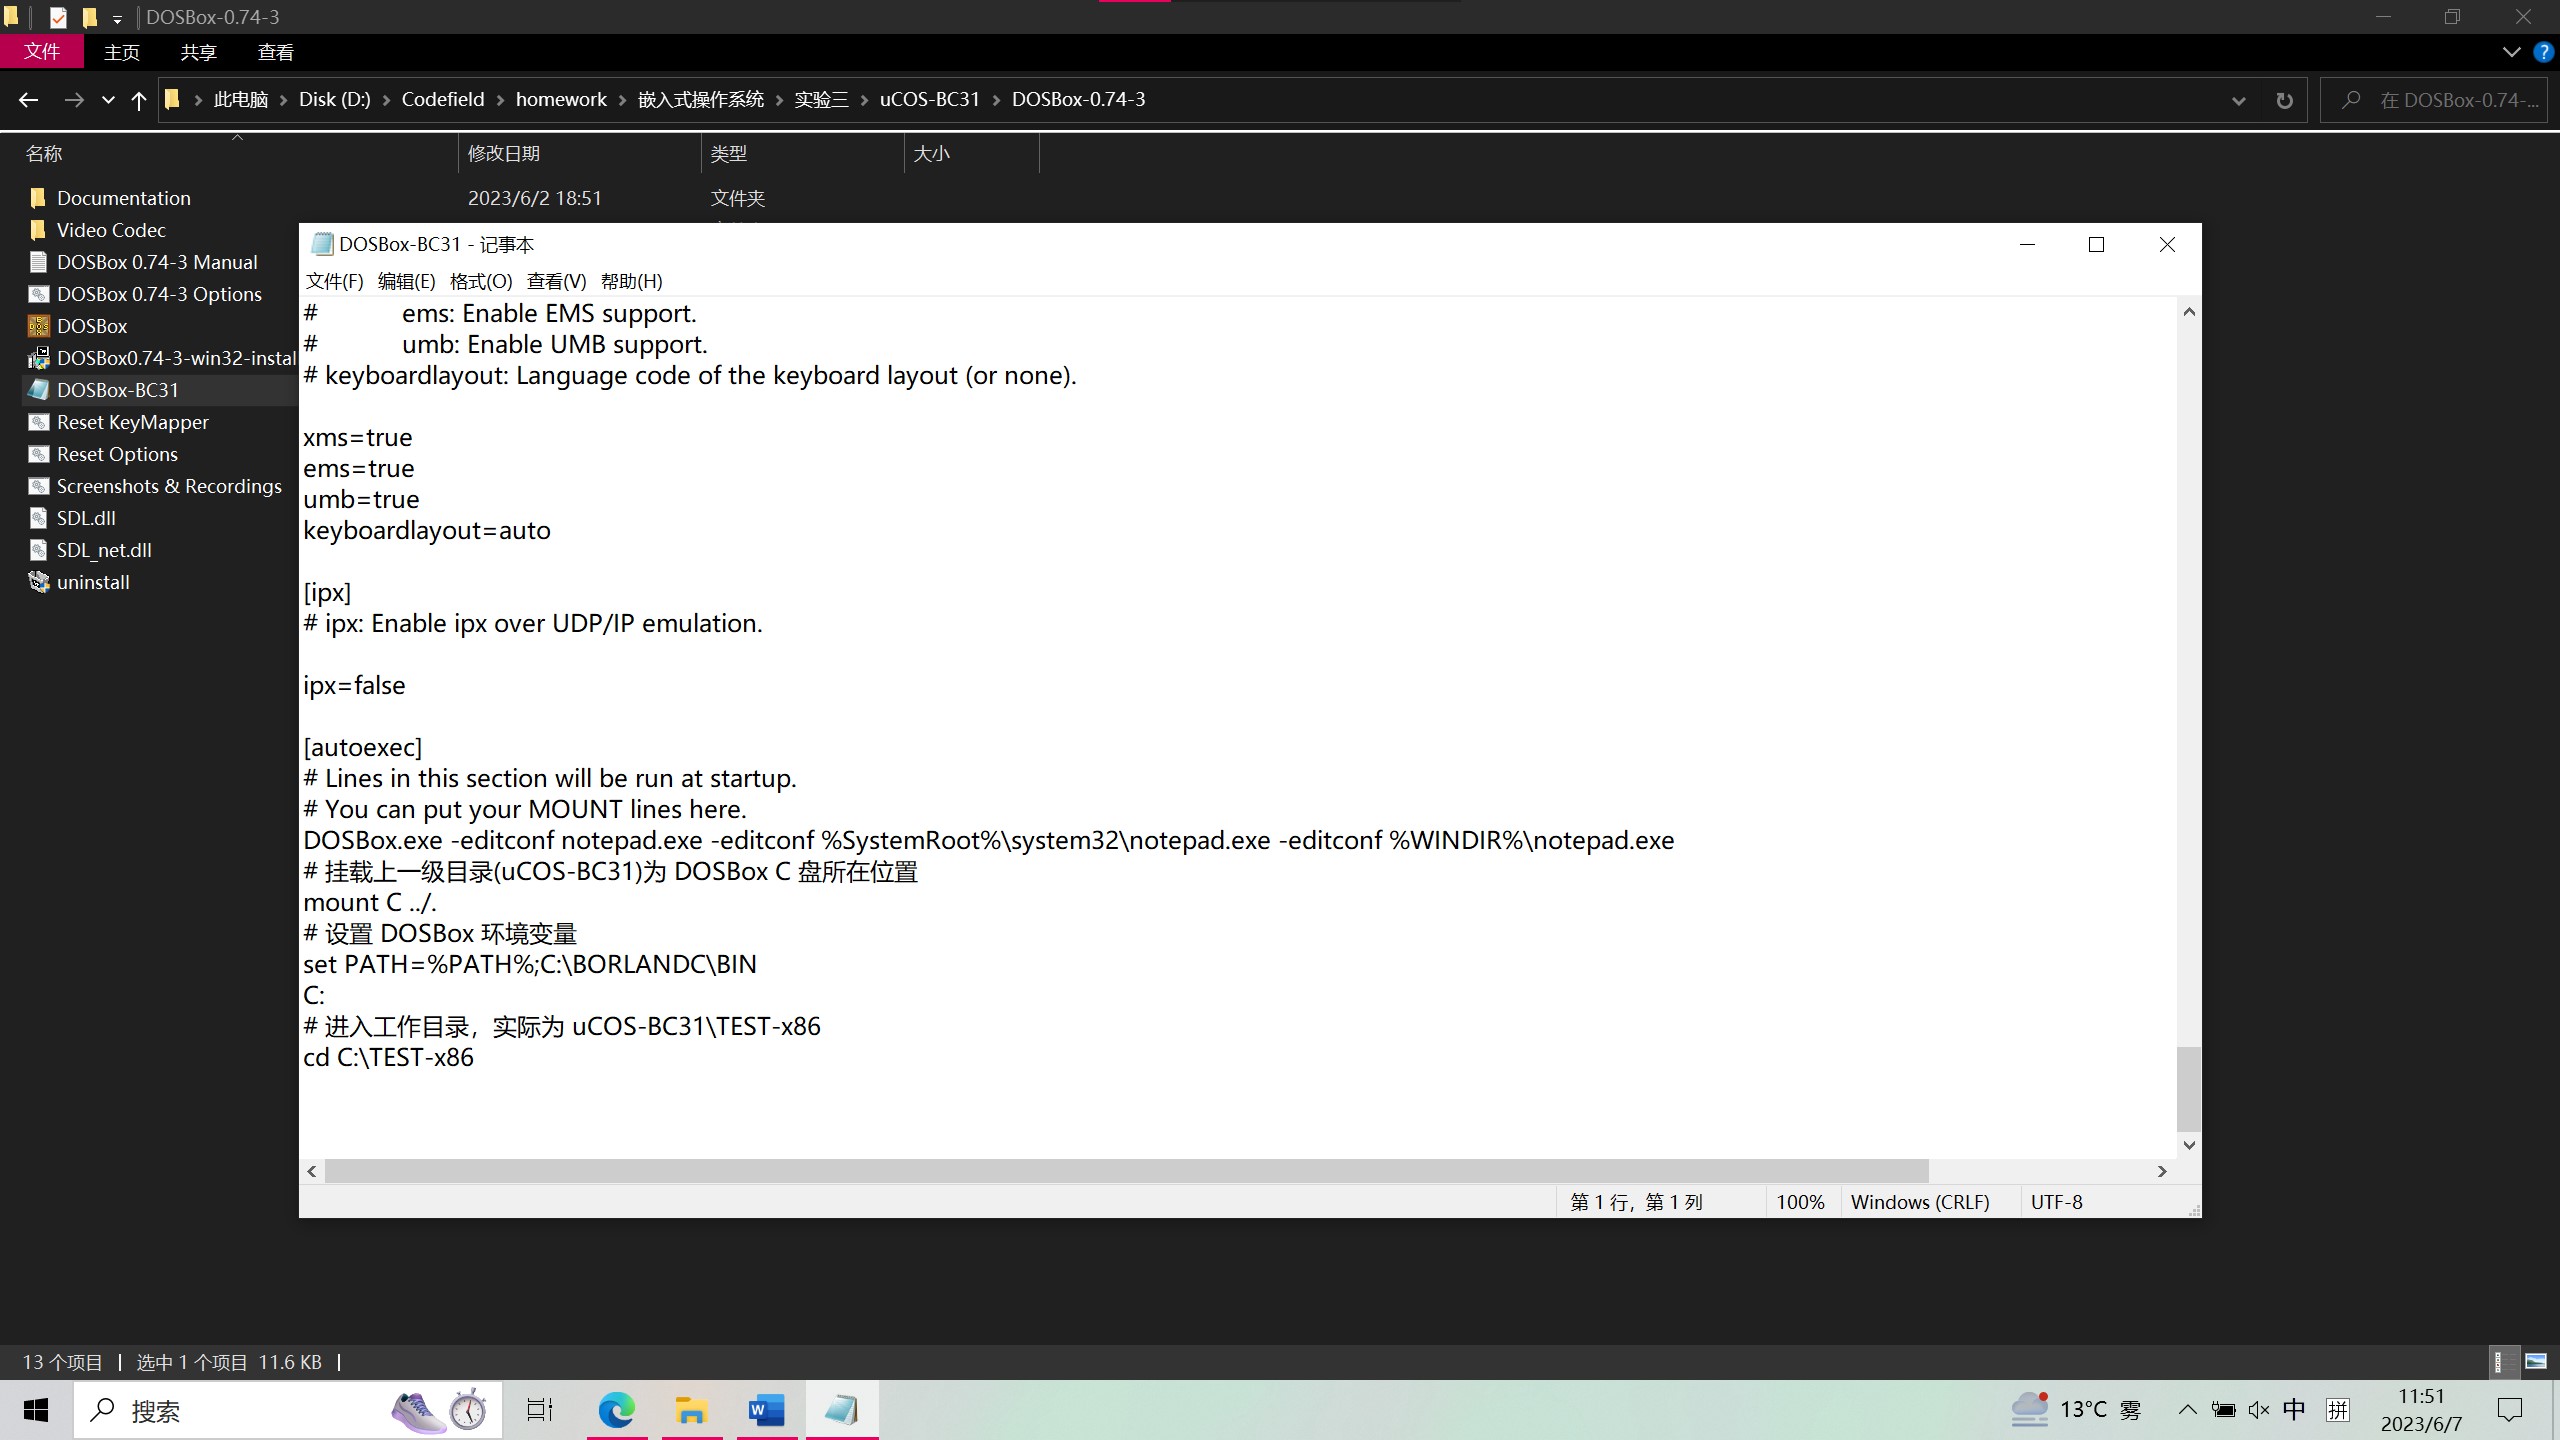 DOSBox-0.74-3
文件 主页 共享 查看
此电脑 Disk (D:) Codefield homework 嵌入式操作系统 实验三 uCOS-BC31 DOSBox-0.74-3
在 DOSBox-0.74-...
名称 修改日期 类型 大小
Documentation 2023/6/2 18:51 文件夹
Video Codec
DOSBox 0.74-3 Manual
DOSBox 0.74-3 Options
DOSBox
DOSBox0.74-3-win32-instal
DOSBox-BC31
Reset KeyMapper
Reset Options
Screenshots & Recordings
SDL.dll
SDL_net.dll
uninstall
DOSBox-BC31 - 记事本
文件(F) 编辑(E) 格式(O) 查看(V) 帮助(H)
# ems: Enable EMS support.
# umb: Enable UMB support.
# keyboardlayout: Language code of the keyboard layout (or none).
xms=true
ems=true
umb=true
keyboardlayout=auto
[ipx]
# ipx: Enable ipx over UDP/IP emulation.
ipx=false
[autoexec]
# Lines in this section will be run at startup.
# You can put your MOUNT lines here.
DOSBox.exe -editconf notepad.exe -editconf %SystemRoot%\system32\notepad.exe -editconf %WINDIR%\notepad.exe
# 挂载上一级目录(uCOS-BC31)为 DOSBox C 盘所在位置
mount C ../.
# 设置 DOSBox 环境变量
set PATH=%PATH%;C:\BORLANDC\BIN
C:
# 进入工作目录，实际为 uCOS-BC31\TEST-x86
cd C:\TEST-x86
第 1 行，第 1 列 100% Windows (CRLF) UTF-8
13 个项目 选中 1 个项目 11.6 KB
搜索
13°C 雾
中 拼
11:51
2023/6/7